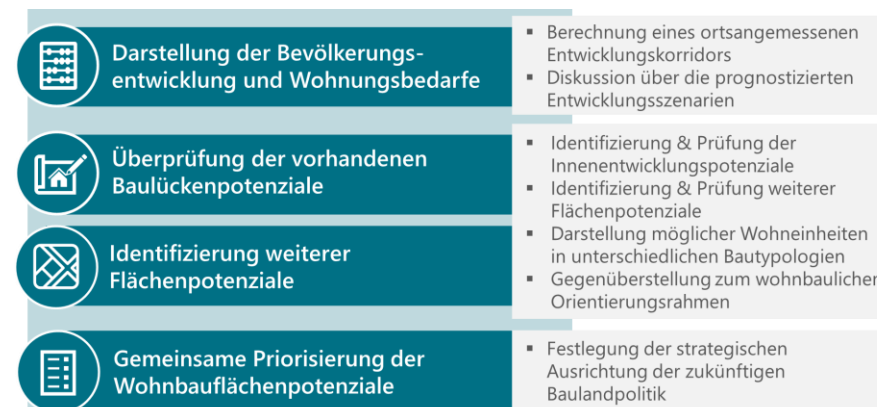 Darstellung der Bevölkerungs-
entwicklung und Wohnungsbedarfe
▪ Berechnung eines ortsangemessenen
Entwicklungskorridors
▪ Diskussion über die prognostizierten
Entwicklungsszenarien
Überprüfung der vorhandenen
Baulückenpotenziale
Identifizierung weiterer
Flächenpotenziale
▪ Identifizierung & Prüfung der
Innenentwicklungspotenziale
▪ Identifizierung & Prüfung weiterer
Flächenpotenziale
▪ Darstellung möglicher Wohneinheiten
in unterschiedlichen Bautypologien
▪ Gegenüberstellung zum wohnbaulichen
Orientierungsrahmen
Gemeinsame Priorisierung der
Wohnbauflächenpotenziale
▪ Festlegung der strategischen
Ausrichtung der zukünftigen
Baulandpolitik